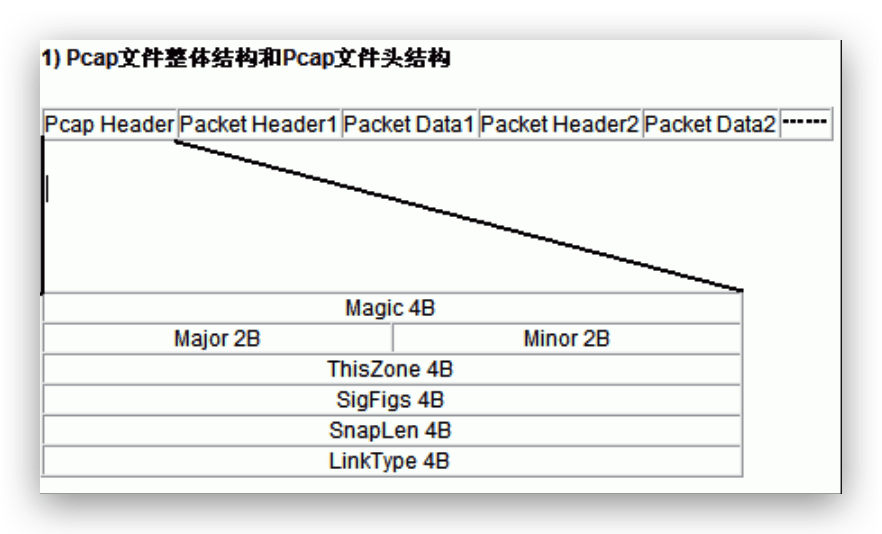 1) Pcap文件整体结构和Pcap文件头结构
Pcap Header Packet Header1 Packet Data1 Packet Header2 Packet Data2 ------
Magic 4B
Major 2B Minor 2B
ThisZone 4B
SigFigs 4B
SnapLen 4B
LinkType 4B